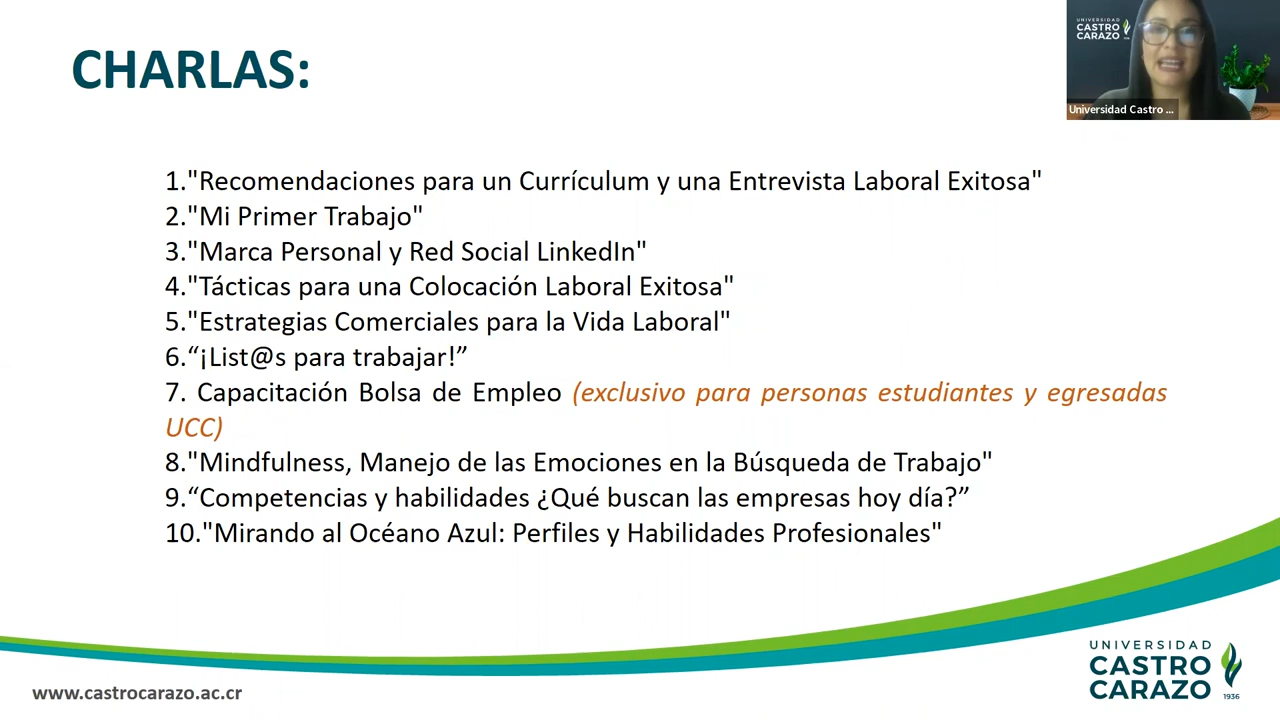 CHARLAS:
UNIVERSIDAD
CASTRO
CARAZO
Universidad Castro ...
1."Recomendaciones para un Currículum y una Entrevista Laboral Exitosa"
2."Mi Primer Trabajo"
3."Marca Personal y Red Social LinkedIn"
4."Tácticas para una Colocación Laboral Exitosa"
5."Estrategias Comerciales para la Vida Laboral"
6.“¡List@s para trabajar!”
7. Capacitación Bolsa de Empleo (exclusivo para personas estudiantes y egresadas
UCC)
8."Mindfulness, Manejo de las Emociones en la Búsqueda de Trabajo"
9.“Competencias y habilidades ¿Qué buscan las empresas hoy día?”
10."Mirando al Océano Azul: Perfiles y Habilidades Profesionales"
www.castrocarazo.ac.cr
UNIVERSIDAD
CASTRO
CARAZO
1936